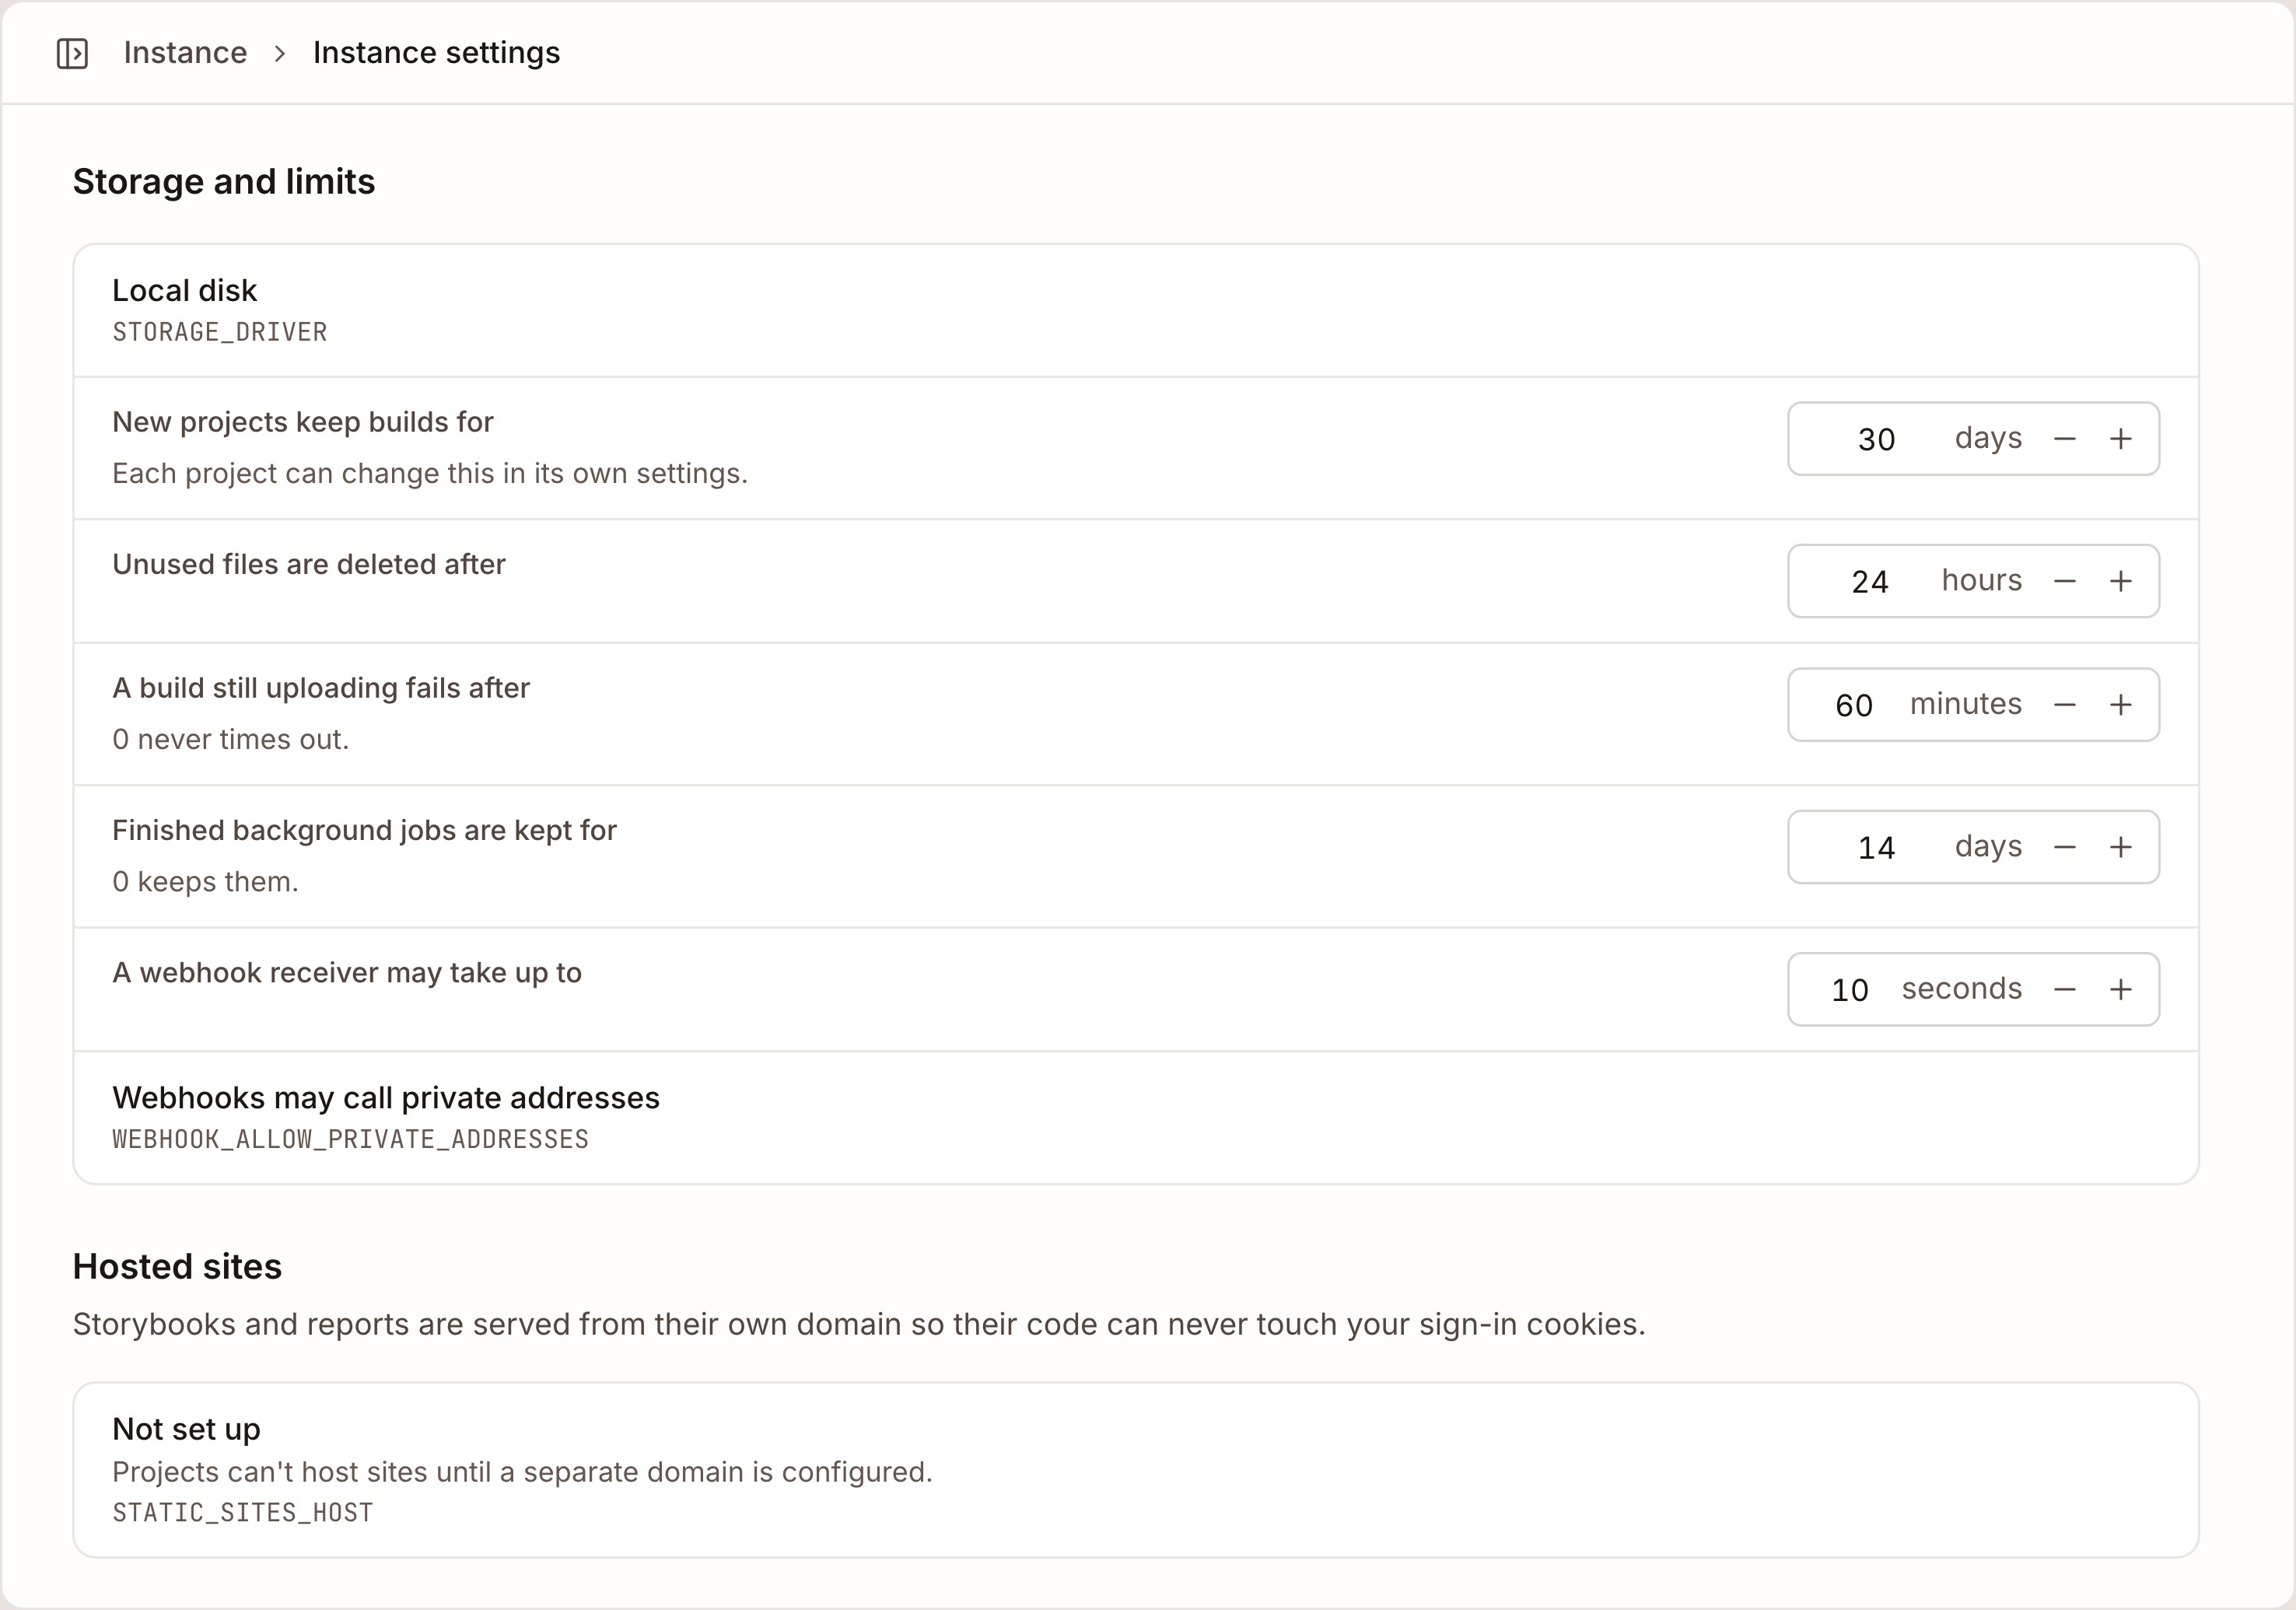 Instance > Instance settings
Storage and limits
Local disk
STORAGE_DRIVER
New projects keep builds for
30 days − +
Each project can change this in its own settings.
Unused files are deleted after
24 hours − +
A build still uploading fails after
60 minutes − +
0 never times out.
Finished background jobs are kept for
14 days − +
0 keeps them.
A webhook receiver may take up to
10 seconds − +
Webhooks may call private addresses
WEBHOOK_ALLOW_PRIVATE_ADDRESSES
Hosted sites
Storybooks and reports are served from their own domain so their code can never touch your sign-in cookies.
Not set up
Projects can't host sites until a separate domain is configured.
STATIC_SITES_HOST